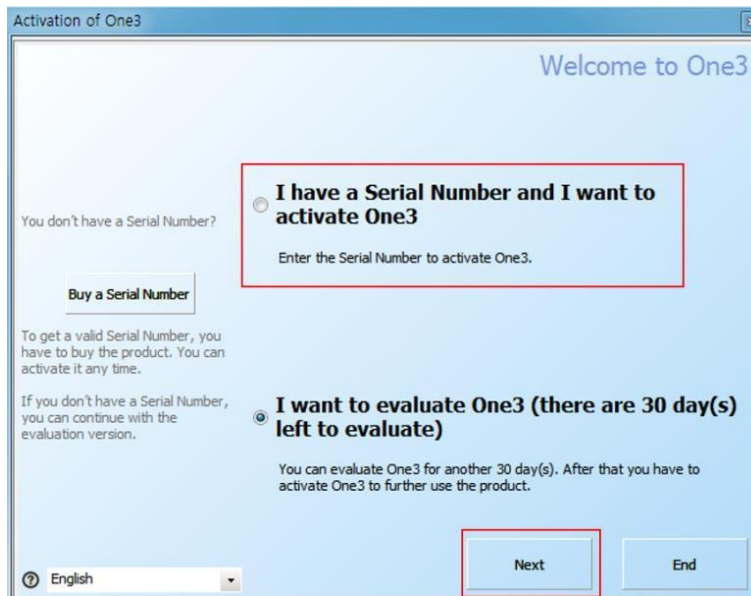 Activation of One3
Welcome to One3
I have a Serial Number and I want to
activate One3
Enter the Serial Number to activate One3.
You don't have a Serial Number?
Buy a Serial Number
To get a valid Serial Number, you
have to buy the product. You can
activate it any time.
If you don't have a Serial Number,
you can continue with the
evaluation version.
I want to evaluate One3 (there are 30 day(s)
left to evaluate)
You can evaluate One3 for another 30 day(s). After that you have to
activate One3 to further use the product.
Next
End
? English